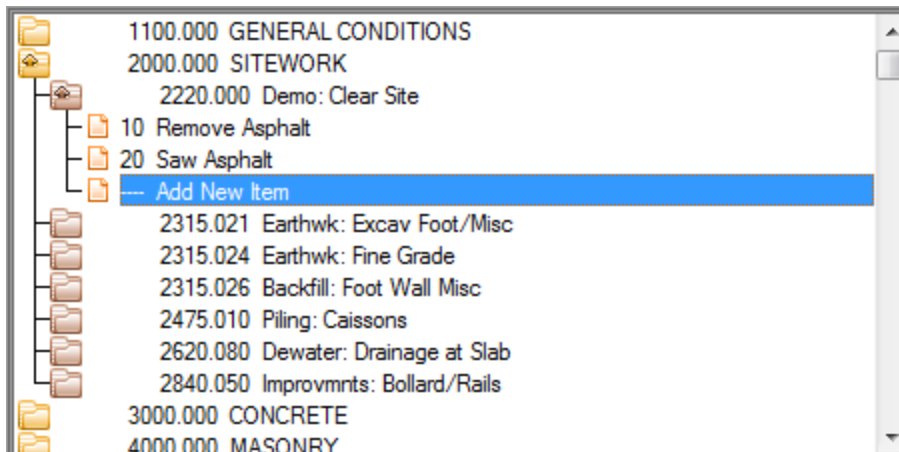 1100.000 GENERAL CONDITIONS
2000.000 SITEWORK
2220.000 Demo: Clear Site
10 Remove Asphalt
20 Saw Asphalt
---- Add New Item
2315.021 Earthwk: Excav Foot/Misc
2315.024 Earthwk: Fine Grade
2315.026 Backfill: Foot Wall Misc
2475.010 Piling: Caissons
2620.080 Dewater: Drainage at Slab
2840.050 Improvmnts: Bollard/Rails
3000.000 CONCRETE
4000.000 MASONRY